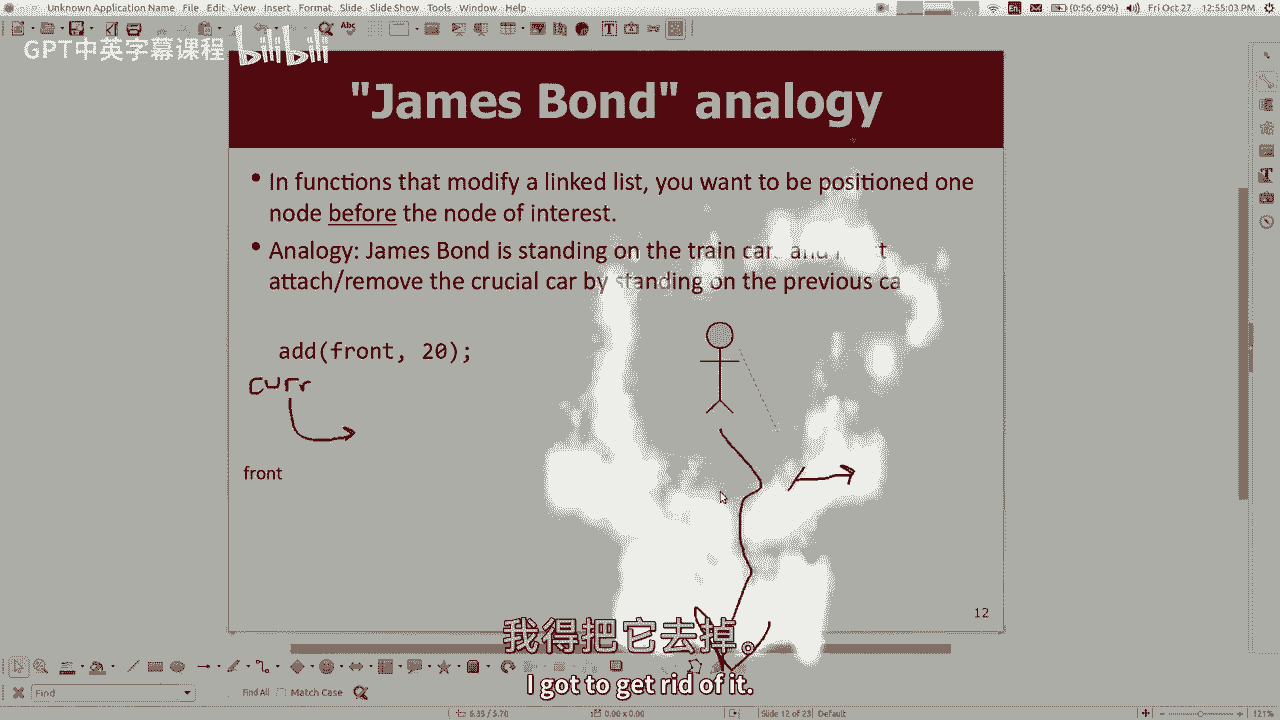 Unknown Application Name File Edit View Insert Format Slide Slide Show Tools Window Help
En (0:56, 69%) Fri Oct 27 12:55:03 PM
GPT中英字幕课程 bilibili
"James Bond" analogy
• In functions that modify a linked list, you want to be positioned one
node before the node of interest.
• Analogy: James Bond is standing on the train car, and
attach/remove the crucial car by standing on the previous ca
add(front, 20);
curr
front
12
我得把它去掉。
I got to get rid of it.
Find Find All Match Case
6.35 / 5.70 0.00 x 0.00 Slide 12 of 23 Default 121%